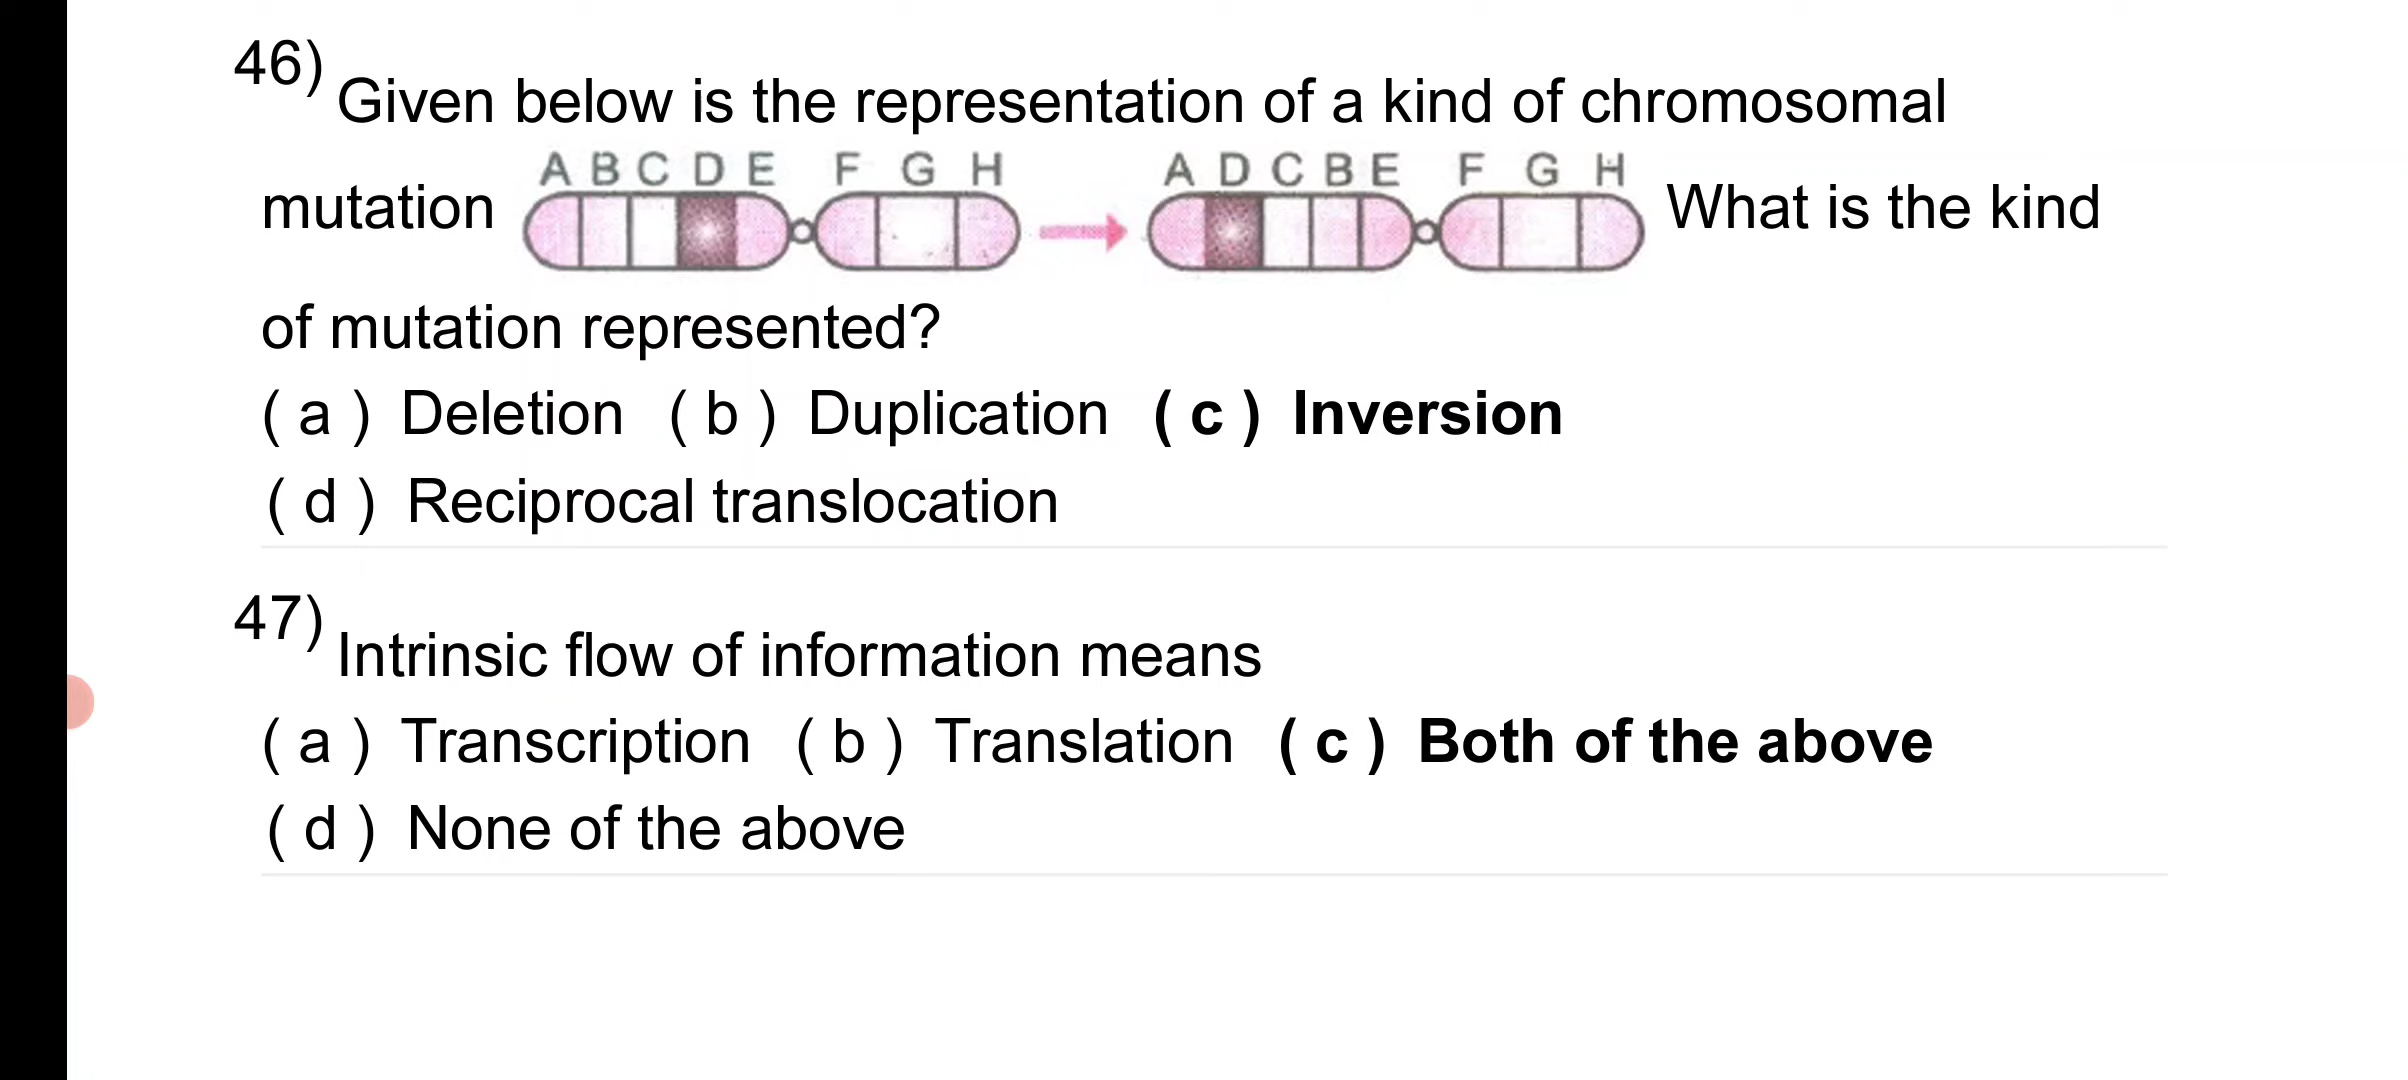 46)
Given below is the representation of a kind of chromosomal
A B C D E F G H A D C B E F G H
mutation What is the kind
of mutation represented?
( a ) Deletion ( b ) Duplication ( c ) Inversion
( d ) Reciprocal translocation
47)
Intrinsic flow of information means
( a ) Transcription ( b ) Translation ( c ) Both of the above
( d ) None of the above